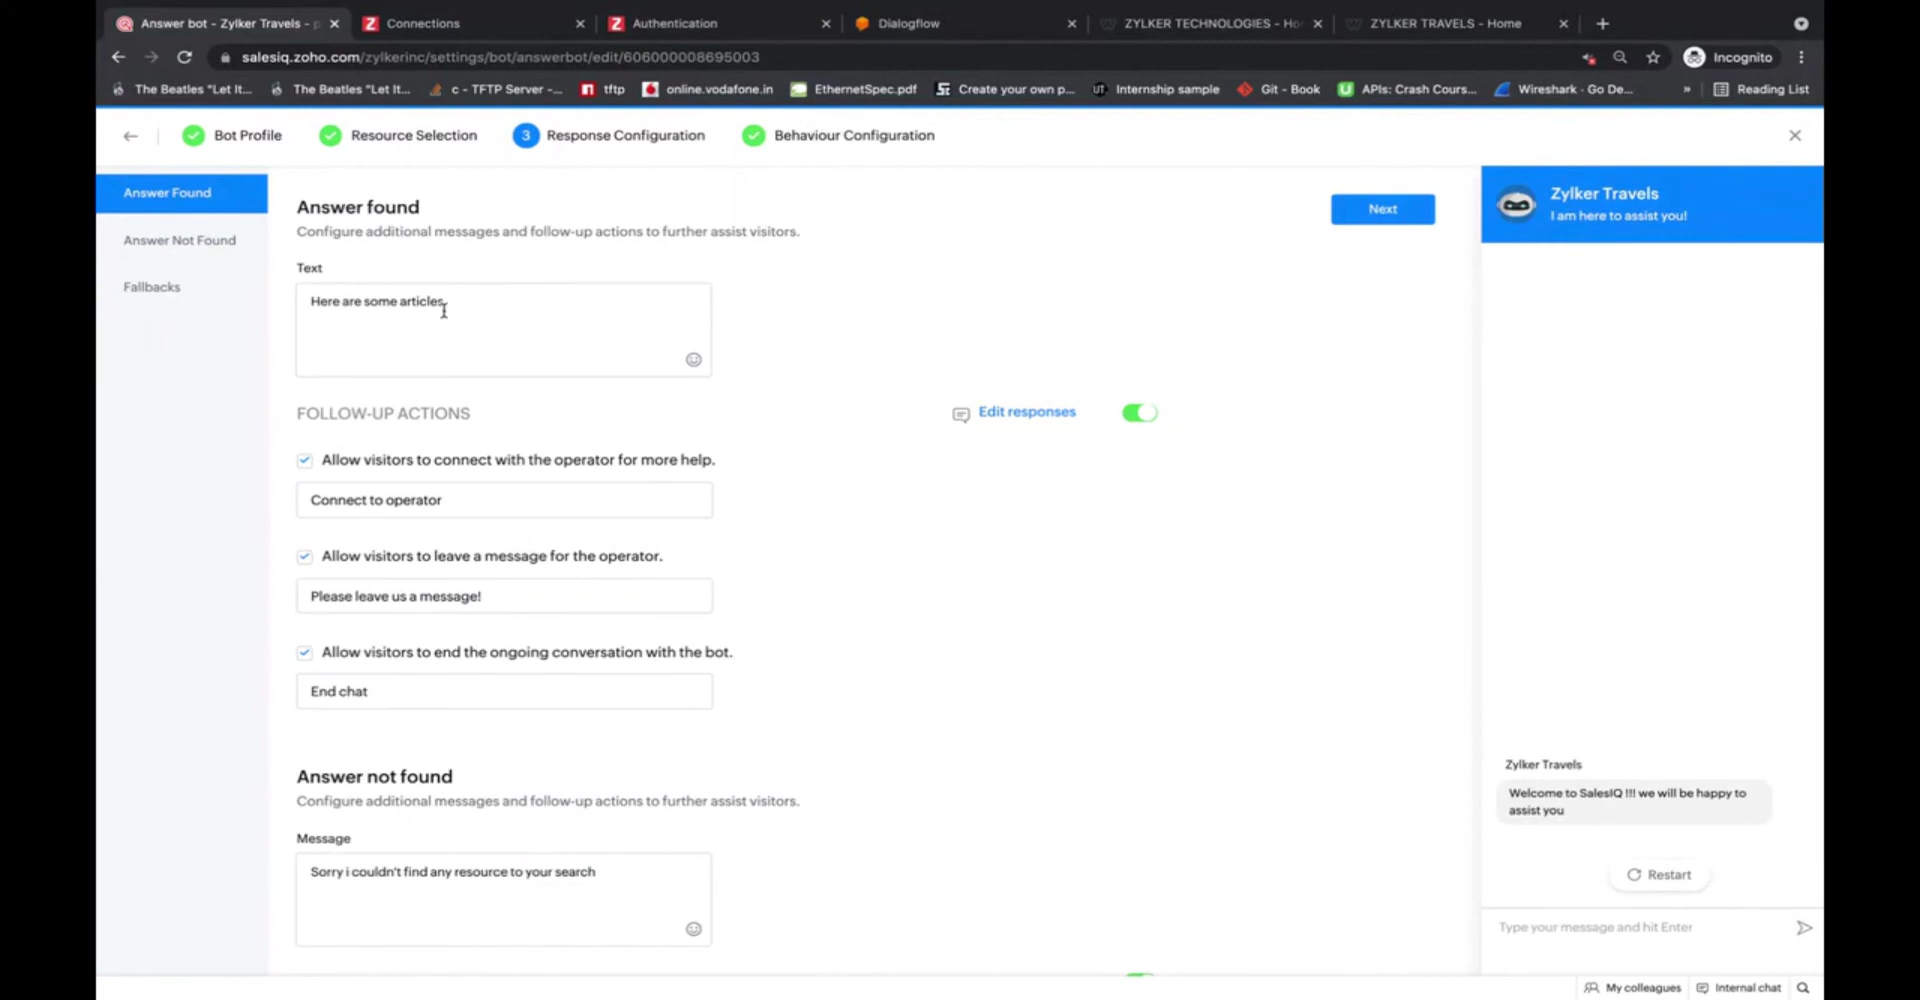 Answer bot - Zylker Travels - p
Connections
Authentication
Dialogflow
ZYLKER TECHNOLOGIES - Ho
ZYLKER TRAVELS - Home
salesiq.zoho.com/zylkerinc/settings/bot/answerbot/edit/606000008695003
Incognito
The Beatles "Let It...
The Beatles "Let It...
c - TFTP Server -...
tftp
online.vodafone.in
EthernetSpec.pdf
Create your own p...
Internship sample
Git - Book
APIs: Crash Cours...
Wireshark · Go De...
»
Reading List
Bot Profile
Resource Selection
3 Response Configuration
Behaviour Configuration
Answer Found
Answer Not Found
Fallbacks
Answer found
Configure additional messages and follow-up actions to further assist visitors.
Next
Text
Here are some articles
FOLLOW-UP ACTIONS
Edit responses
Allow visitors to connect with the operator for more help.
Connect to operator
Allow visitors to leave a message for the operator.
Please leave us a message!
Allow visitors to end the ongoing conversation with the bot.
End chat
Answer not found
Configure additional messages and follow-up actions to further assist visitors.
Message
Sorry i couldn't find any resource to your search
Zylker Travels
I am here to assist you!
Zylker Travels
Welcome to SalesIQ !!! we will be happy to
assist you
Restart
Type your message and hit Enter
My colleagues
Internal chat